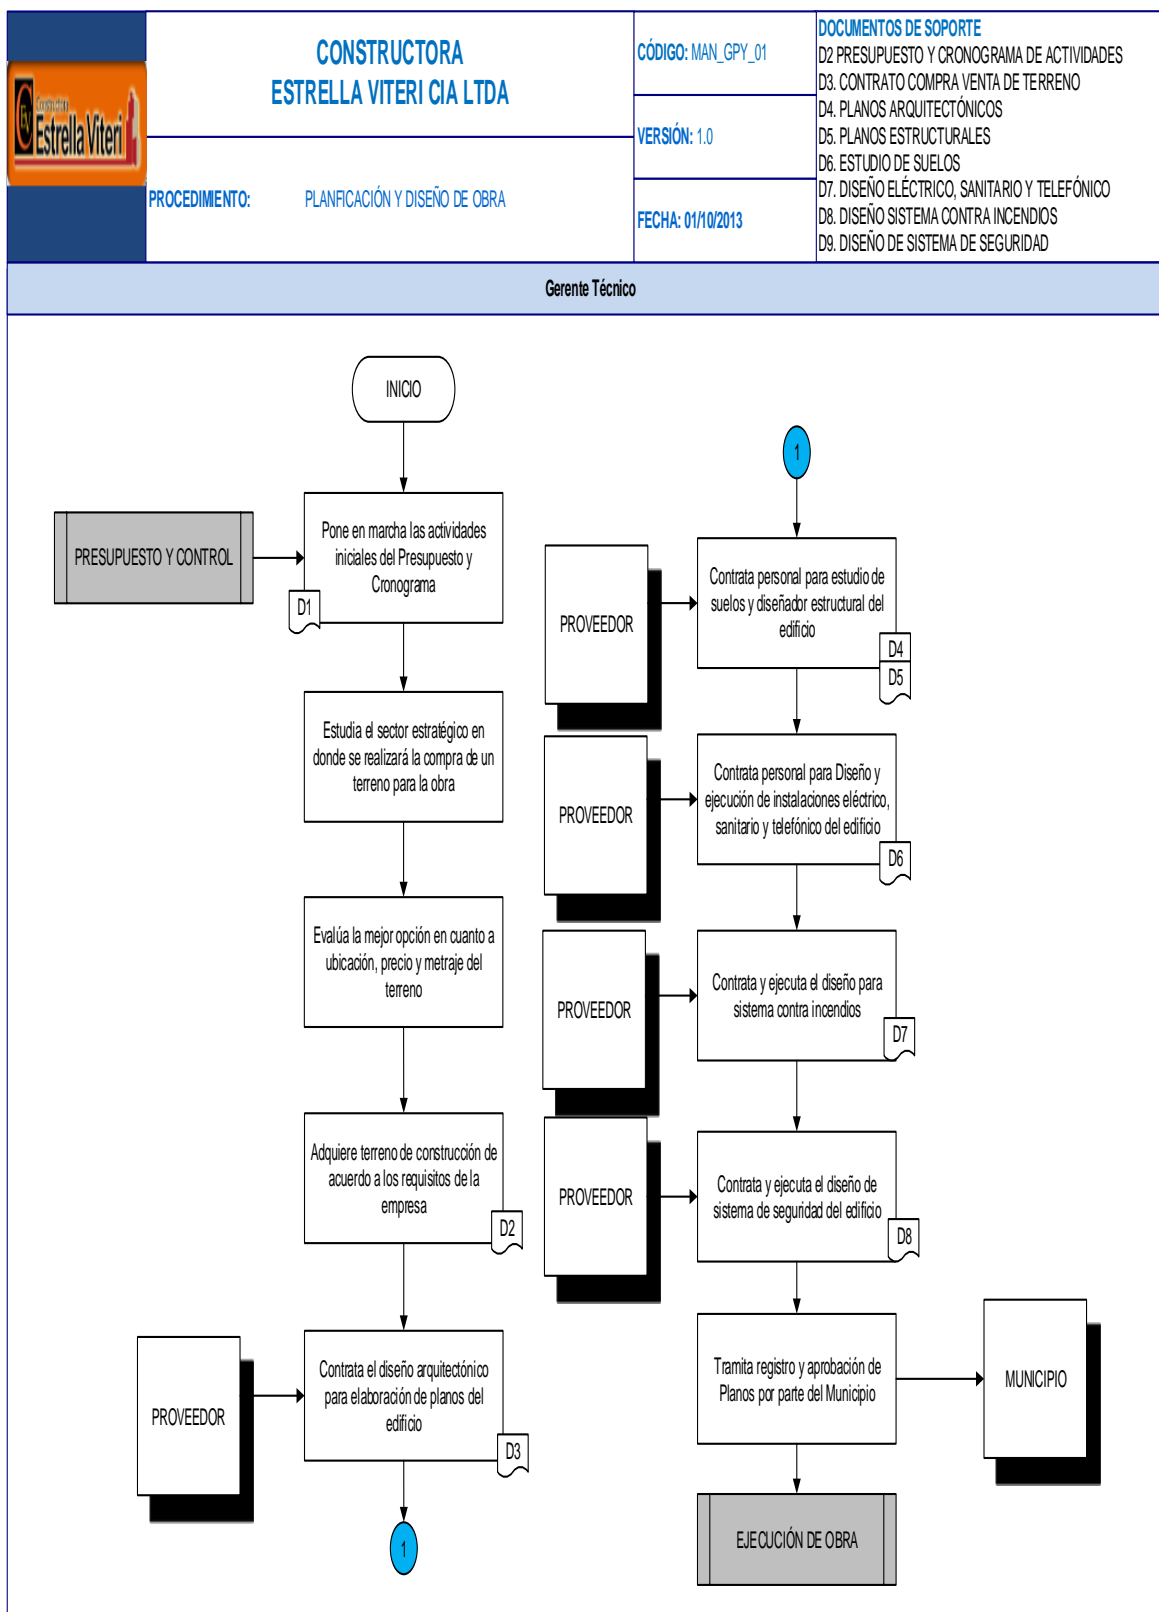 Constructora
Estrella Viteri
CONSTRUCTORA
ESTRELLA VITERI CIA LTDA
PROCEDIMIENTO: PLANFICACIÓN Y DISEÑO DE OBRA
CÓDIGO: MAN_GPY_01
VERSIÓN: 1.0
FECHA: 01/10/2013
DOCUMENTOS DE SOPORTE
D2 PRESUPUESTO Y CRONOGRAMA DE ACTIVIDADES
D3. CONTRATO COMPRA VENTA DE TERRENO
D4. PLANOS ARQUITECTÓNICOS
D5. PLANOS ESTRUCTURALES
D6. ESTUDIO DE SUELOS
D7. DISEÑO ELÉCTRICO, SANITARIO Y TELEFÓNICO
D8. DISEÑO SISTEMA CONTRA INCENDIOS
D9. DISEÑO DE SISTEMA DE SEGURIDAD
Gerente Técnico
INICIO
PRESUPUESTO Y CONTROL
Pone en marcha las actividades
iniciales del Presupuesto y
Cronograma
D1
Estudia el sector estratégico en
donde se realizará la compra de un
terreno para la obra
Evalúa la mejor opción en cuanto a
ubicación, precio y metraje del
terreno
Adquiere terreno de construcción de
acuerdo a los requisitos de la
empresa
D2
PROVEEDOR
Contrata el diseño arquitectónico
para elaboración de planos del
edificio
D3
1
1
PROVEEDOR
Contrata personal para estudio de
suelos y diseñador estructural del
edificio
D4
D5
PROVEEDOR
Contrata personal para Diseño y
ejecución de instalaciones eléctrico,
sanitario y telefónico del edificio
D6
PROVEEDOR
Contrata y ejecuta el diseño para
sistema contra incendios
D7
PROVEEDOR
Contrata y ejecuta el diseño de
sistema de seguridad del edificio
D8
Tramita registro y aprobación de
Planos por parte del Municipio
MUNICIPIO
EJECUCIÓN DE OBRA